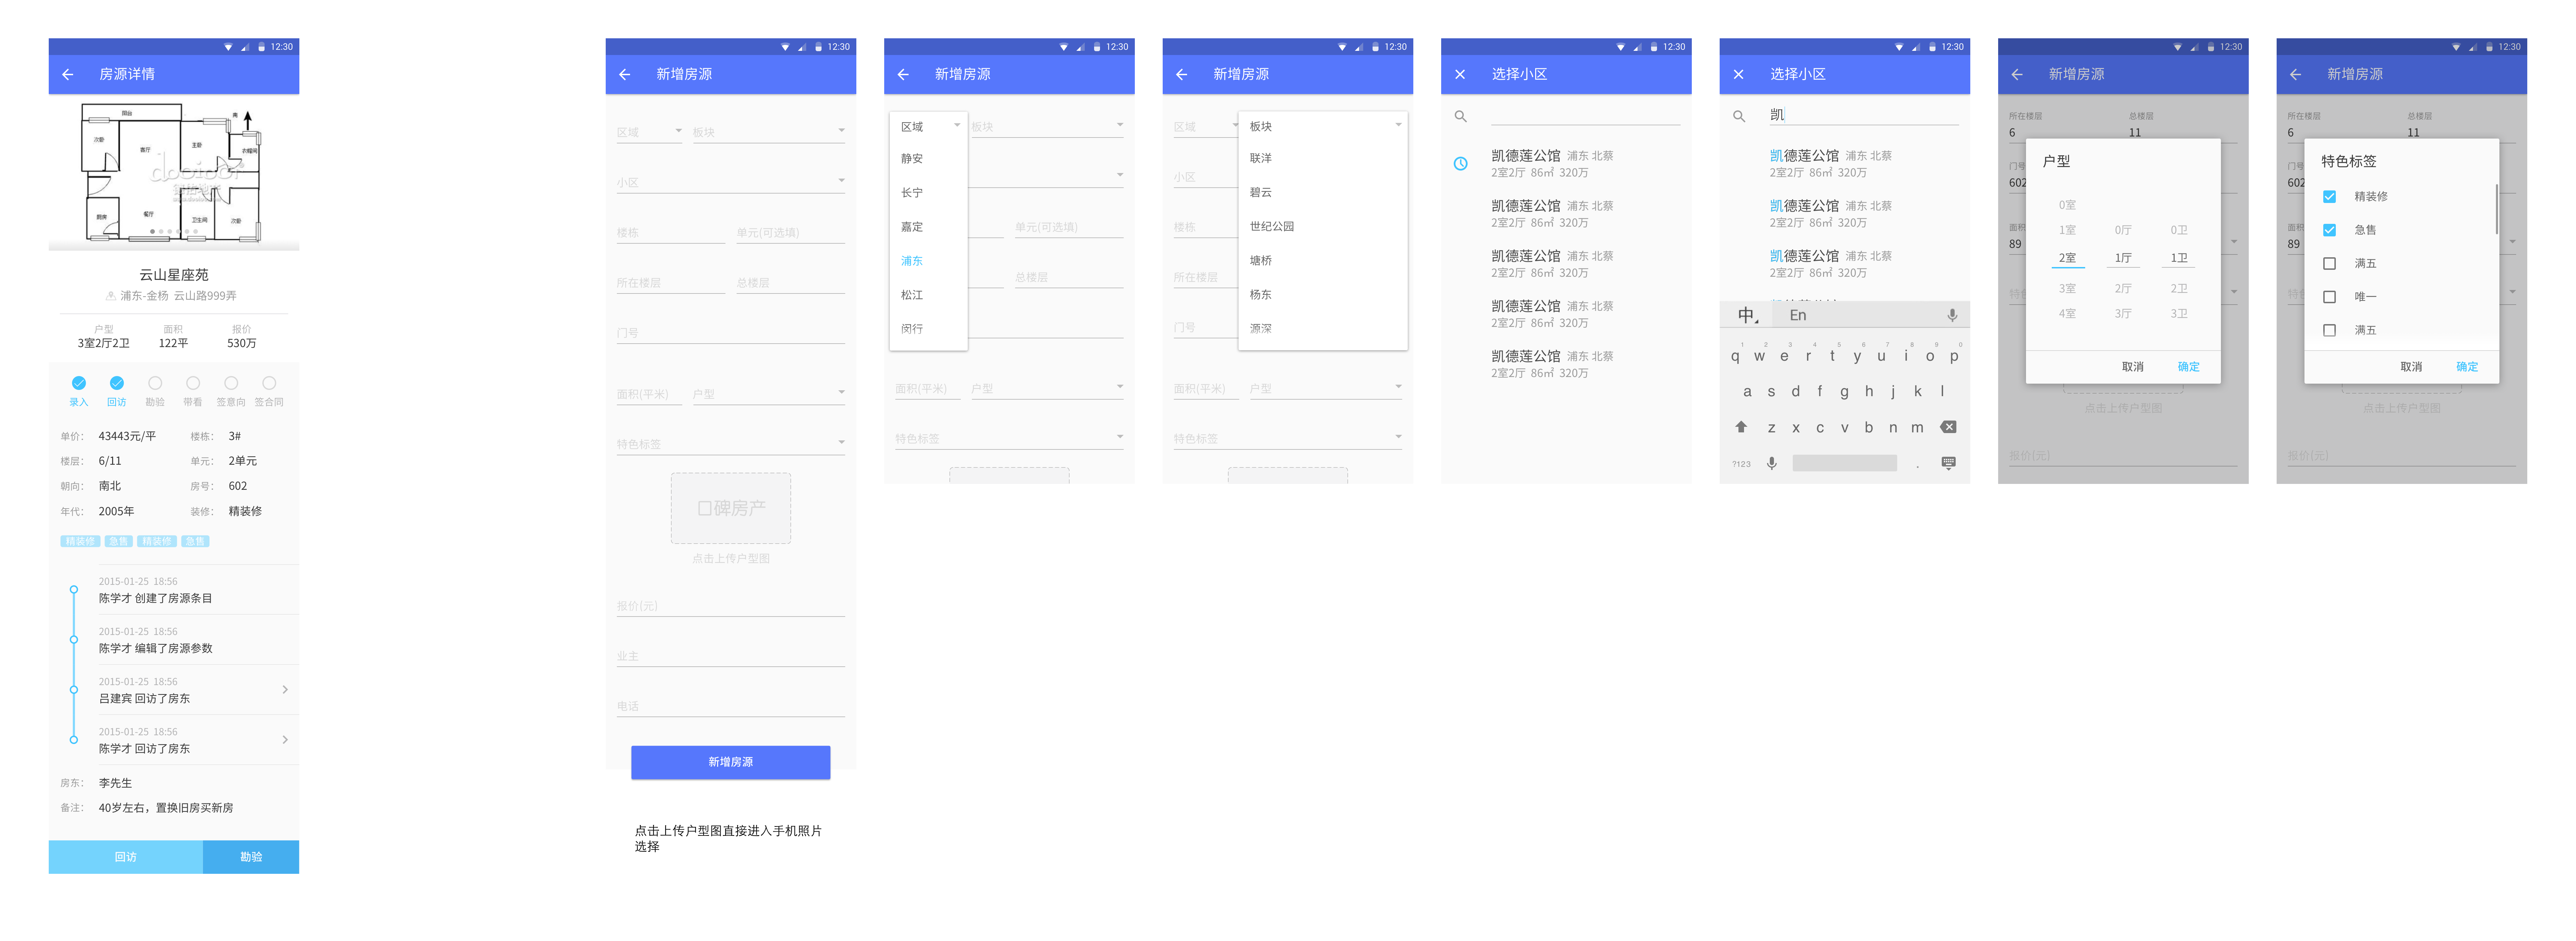 12:30
房源详情
阳台
南
次卧
客厅
主卧
衣帽间
厨房
餐厅
卫生间
次卧
云山星座苑
浦东-金杨 云山路999弄
户型 面积 报价
3室2厅2卫 122平 530万
录入 回访 勘验 带看 签意向 签合同
单价: 43443元/平 楼栋: 3#
楼层: 6/11 单元: 2单元
朝向: 南北 房号: 602
年代: 2005年 装修: 精装修
精装修 急售 精装修 急售
2015-01-25 18:56
陈学才 创建了房源条目
2015-01-25 18:56
陈学才 编辑了房源参数
2015-01-25 18:56
吕建宾 回访了房东
2015-01-25 18:56
陈学才 回访了房东
房东: 李先生
备注: 40岁左右，置换旧房买新房
回访 勘验
12:30
新增房源
区域 板块
小区
楼栋 单元(可选填)
所在楼层 总楼层
门号
面积(平米) 户型
特色标签
口碑房产
点击上传户型图
报价(元)
业主
电话
新增房源
点击上传户型图直接进入手机照片
选择
12:30
新增房源
区域 板块
静安
长宁
嘉定 单元(可选填)
浦东
总楼层
松江
闵行
面积(平米) 户型
特色标签
12:30
新增房源
区域 板块
联洋
小区
碧云
楼栋 世纪公园
塘桥
所在楼层
杨东
门号 源深
面积(平米) 户型
特色标签
12:30
选择小区
凯德莲公馆 浦东 北蔡
2室2厅 86㎡ 320万
凯德莲公馆 浦东 北蔡
2室2厅 86㎡ 320万
凯德莲公馆 浦东 北蔡
2室2厅 86㎡ 320万
凯德莲公馆 浦东 北蔡
2室2厅 86㎡ 320万
凯德莲公馆 浦东 北蔡
2室2厅 86㎡ 320万
12:30
选择小区
凯
凯德莲公馆 浦东 北蔡
2室2厅 86㎡ 320万
凯德莲公馆 浦东 北蔡
2室2厅 86㎡ 320万
凯德莲公馆 浦东 北蔡
2室2厅 86㎡ 320万
中 En
1 2 3 4 5 6 7 8 9 0
q w e r t y u i o p
a s d f g h j k l
z x c v b n m
?123 .
12:30
新增房源
所在楼层 总楼层
6 11
门号
602
面积
89
特色
户型
0室
1室 0厅 0卫
2室 1厅 1卫
3室 2厅 2卫
4室 3厅 3卫
取消 确定
点击上传户型图
报价(元)
12:30
新增房源
所在楼层 总楼层
6 11
门号
602
面积
89
特色
特色标签
精装修
急售
满五
唯一
满五
取消 确定
点击上传户型图
报价(元)